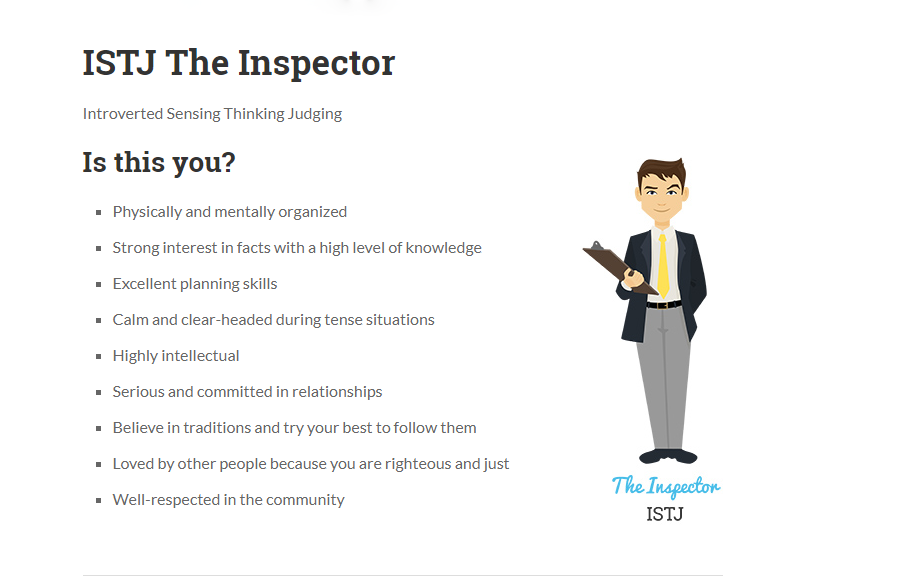 ISTJ The Inspector
Introverted Sensing Thinking Judging
Is this you?
Physically and mentally organized
Strong interest in facts with a high level of knowledge
Excellent planning skills
Calm and clear-headed during tense situations
Highly intellectual
Serious and committed in relationships
Believe in traditions and try your best to follow them
Loved by other people because you are righteous and just
Well-respected in the community
The Inspector
ISTJ